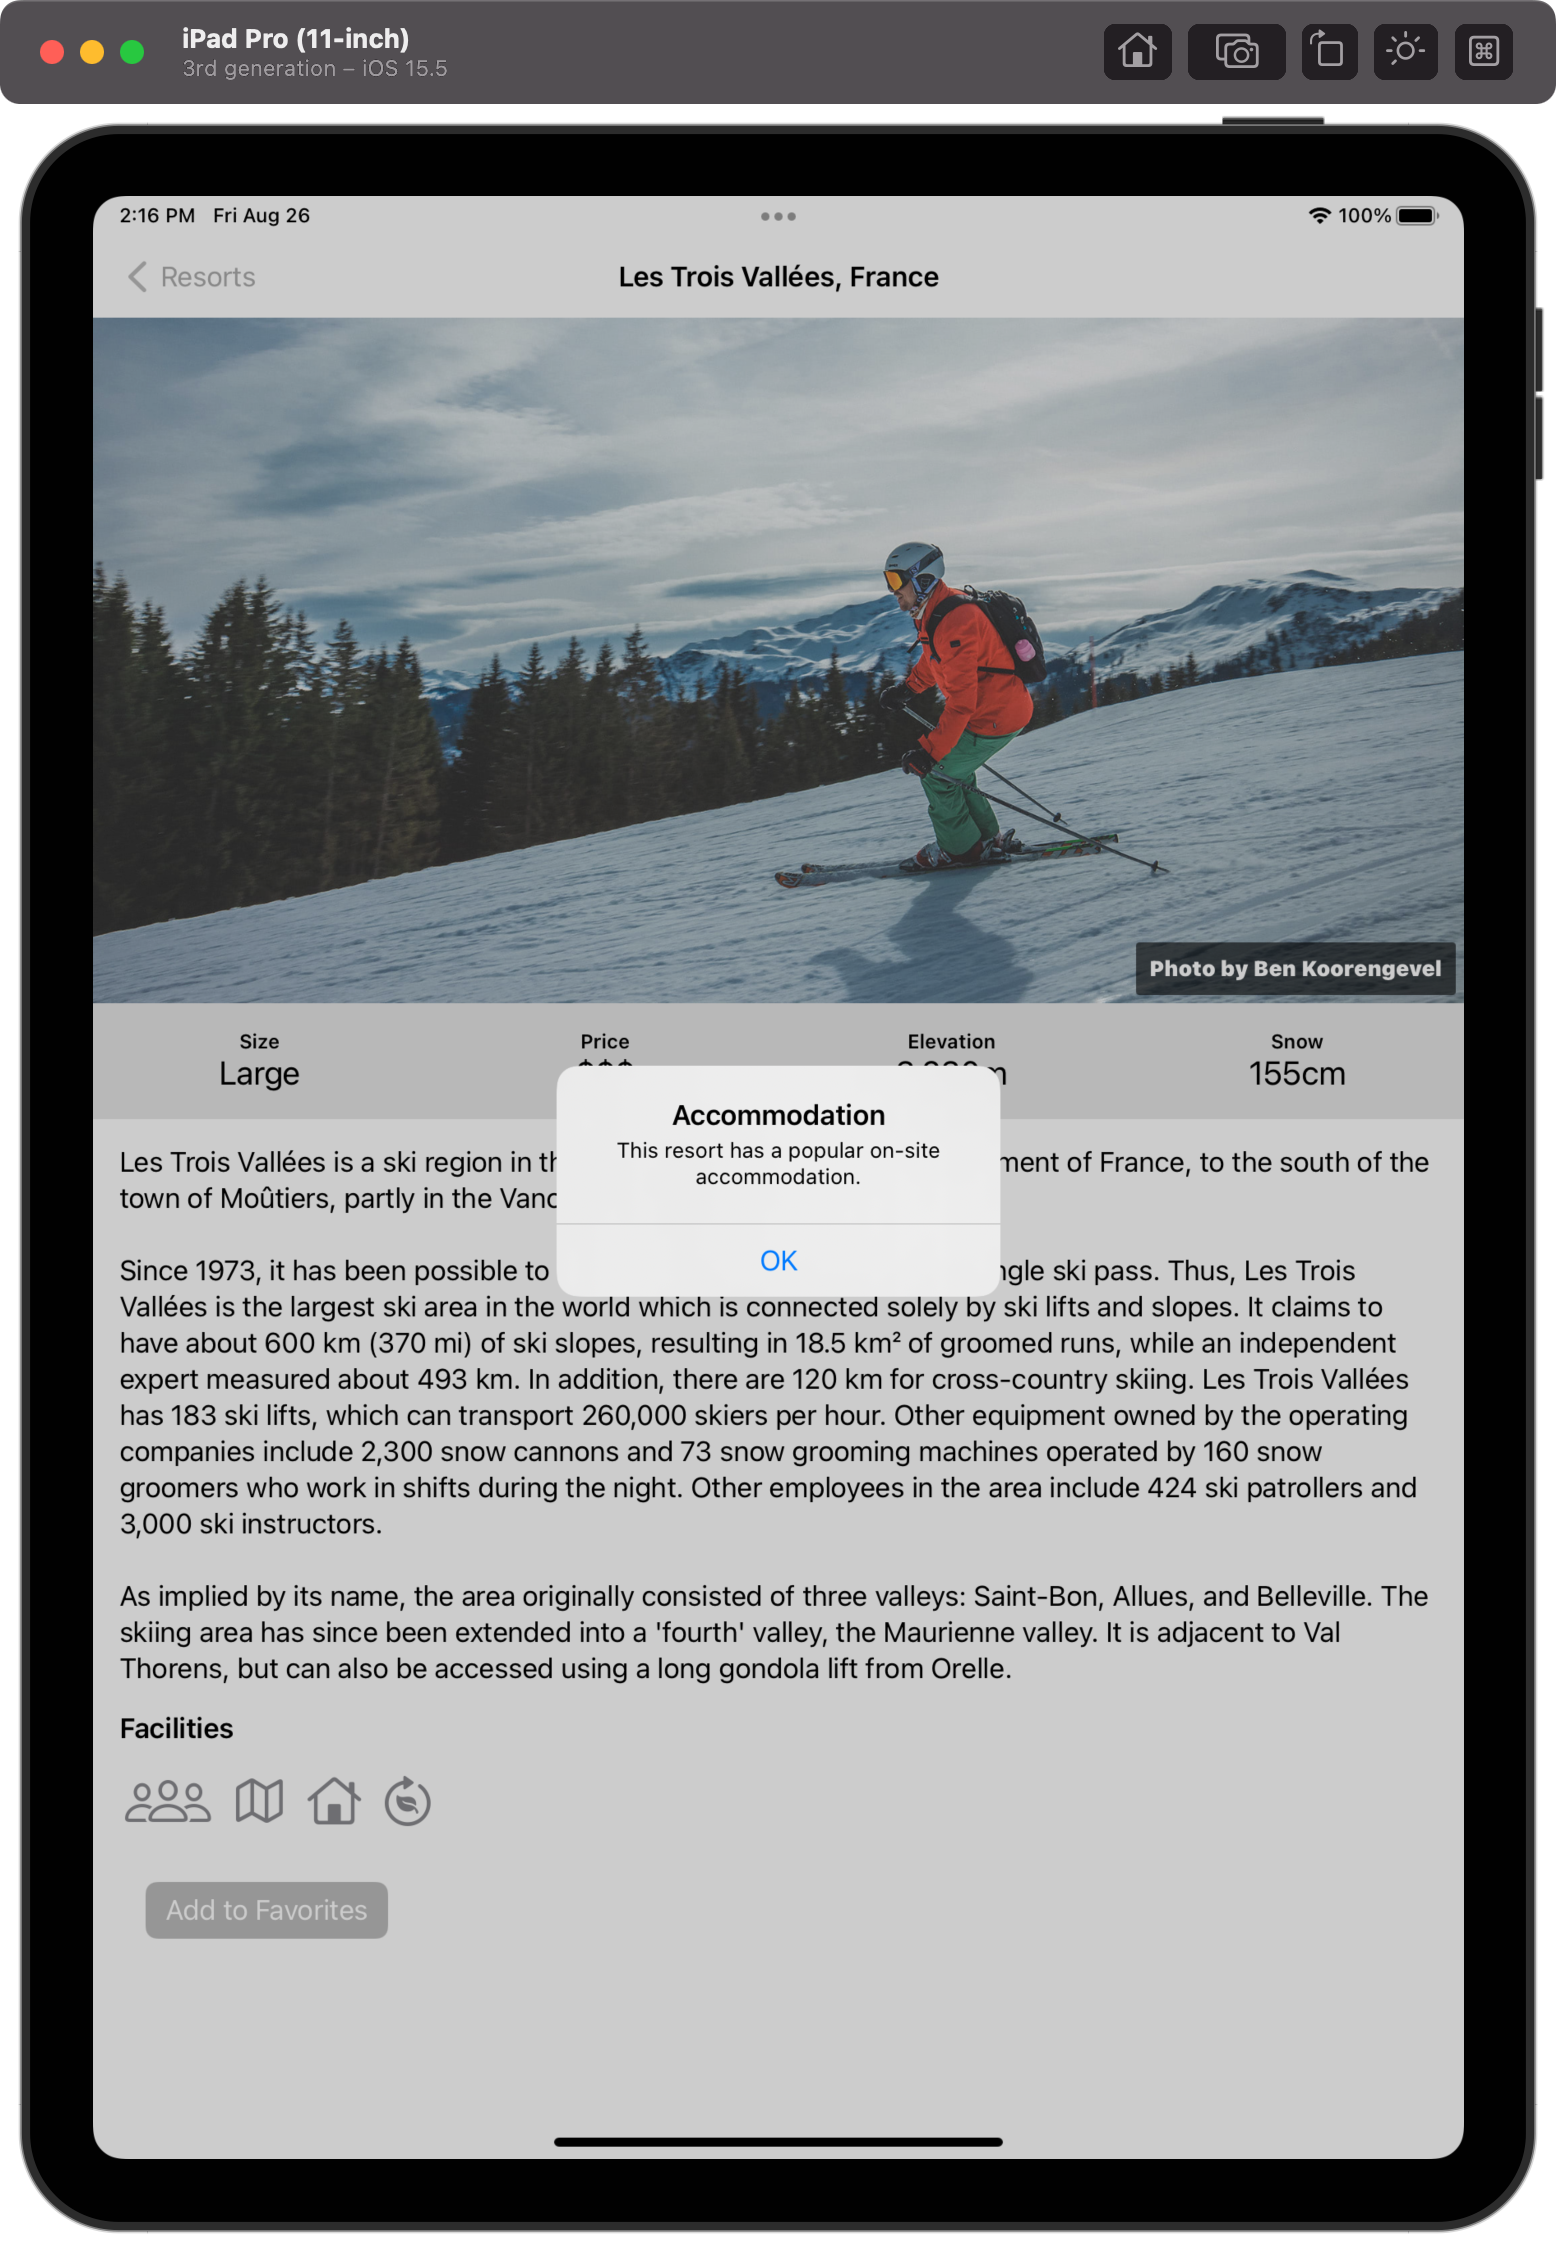 iPad Pro (11-inch)
3rd generation – iOS 15.5
2:16 PM Fri Aug 26
100%
Resorts
Les Trois Vallées, France
Photo by Ben Koorengevel
Size Price Elevation Snow
Large $$$ 155cm
Accommodation
This resort has a popular on-site
accommodation.
OK
Les Trois Vallées is a ski region in of France, to the south of the
town of Moûtiers, partly in the
Since 1973, it has been possible to ski pass. Thus, Les Trois
Vallées is the largest ski area in the world which is connected solely by ski lifts and slopes. It claims to
have about 600 km (370 mi) of ski slopes, resulting in 18.5 km² of groomed runs, while an independent
expert measured about 493 km. In addition, there are 120 km for cross-country skiing. Les Trois Vallées
has 183 ski lifts, which can transport 260,000 skiers per hour. Other equipment owned by the operating
companies include 2,300 snow cannons and 73 snow grooming machines operated by 160 snow
groomers who work in shifts during the night. Other employees in the area include 424 ski patrollers and
3,000 ski instructors.
As implied by its name, the area originally consisted of three valleys: Saint-Bon, Allues, and Belleville. The
skiing area has since been extended into a 'fourth' valley, the Maurienne valley. It is adjacent to Val
Thorens, but can also be accessed using a long gondola lift from Orelle.
Facilities
Add to Favorites